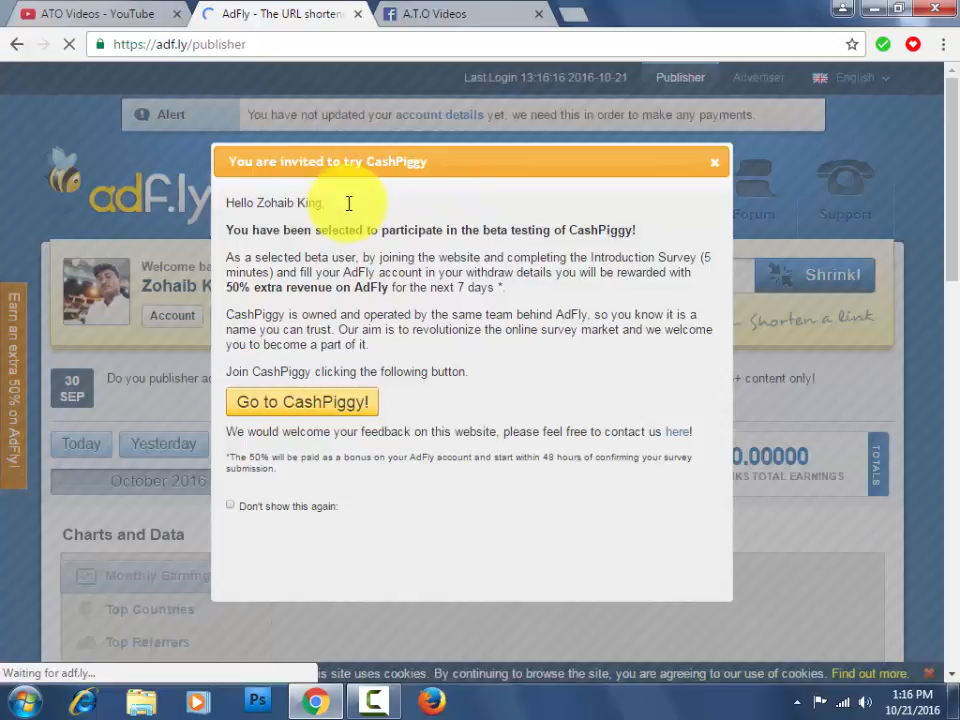 ATO Videos - YouTube
AdFly - The URL shorten
A.T.O Videos
https://adf.ly/publisher
Last Login 13:16:16 2016-10-21
Publisher
Advertiser
English
Alert
You have not updated your account details yet, we need this in order to make any payments.
You are invited to try CashPiggy
adf.ly
Forum
Support
Hello Zohaib King,
You have been selected to participate in the beta testing of CashPiggy!
As a selected beta user, by joining the website and completing the Introduction Survey (5
minutes) and fill your AdFly account in your withdraw details you will be rewarded with
50% extra revenue on AdFly for the next 7 days *.
CashPiggy is owned and operated by the same team behind AdFly, so you know it is a
name you can trust. Our aim is to revolutionize the online survey market and we welcome
you to become a part of it.
Join CashPiggy clicking the following button.
Go to CashPiggy!
We would welcome your feedback on this website, please feel free to contact us here!
*The 50% will be paid as a bonus on your AdFly account and start within 48 hours of confirming your survey
submission.
Don't show this again:
Welcome ba
Zohaib K
Account
Shrink!
shorten a link
Earn an extra 50% on AdFly!
30
SEP
Do you publisher a
+ content only!
Today
Yesterday
October 2016
0.00000
NKS TOTAL EARNINGS
TOTALS
Charts and Data
Monthly Earning
Top Countries
Top Referrers
Waiting for adf.ly...
is site uses cookies. By continuing to browse the site, you are agreeing to our use of cookies. Find out more.
Ps
1:16 PM
10/21/2016